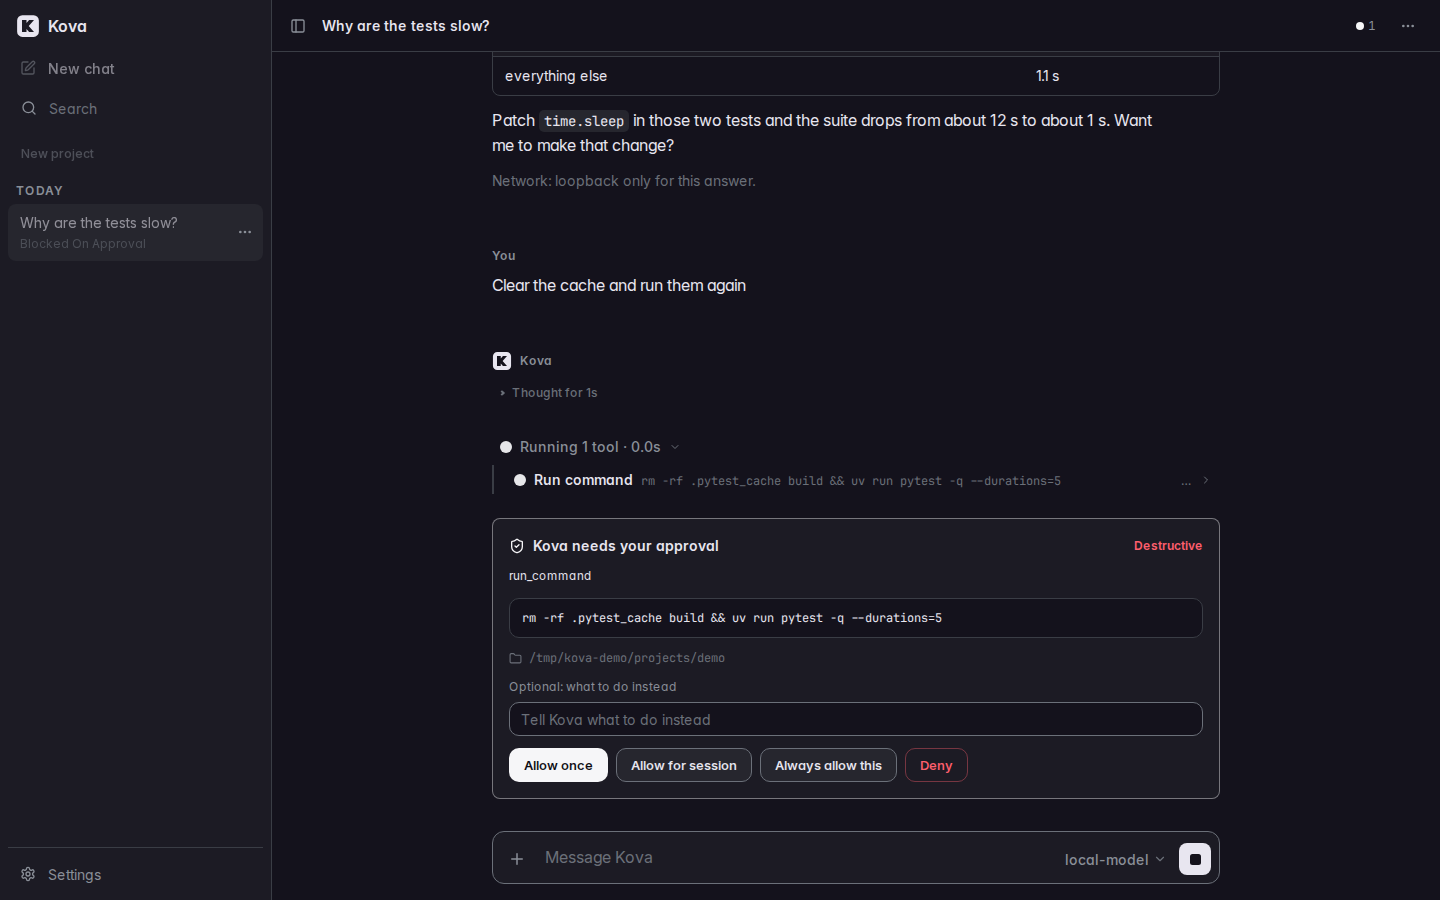 Kova
New chat
Search
New project
TODAY
Why are the tests slow?
Blocked On Approval
Settings
Why are the tests slow?
1
everything else 1.1 s
Patch time.sleep in those two tests and the suite drops from about 12 s to about 1 s. Want
me to make that change?
Network: loopback only for this answer.
You
Clear the cache and run them again
Kova
Thought for 1s
Running 1 tool · 0.0s
Run command rm -rf .pytest_cache build && uv run pytest -q --durations=5 ...
Kova needs your approval Destructive
run_command
rm -rf .pytest_cache build && uv run pytest -q --durations=5
/tmp/kova-demo/projects/demo
Optional: what to do instead
Tell Kova what to do instead
Allow once Allow for session Always allow this Deny
Message Kova local-model